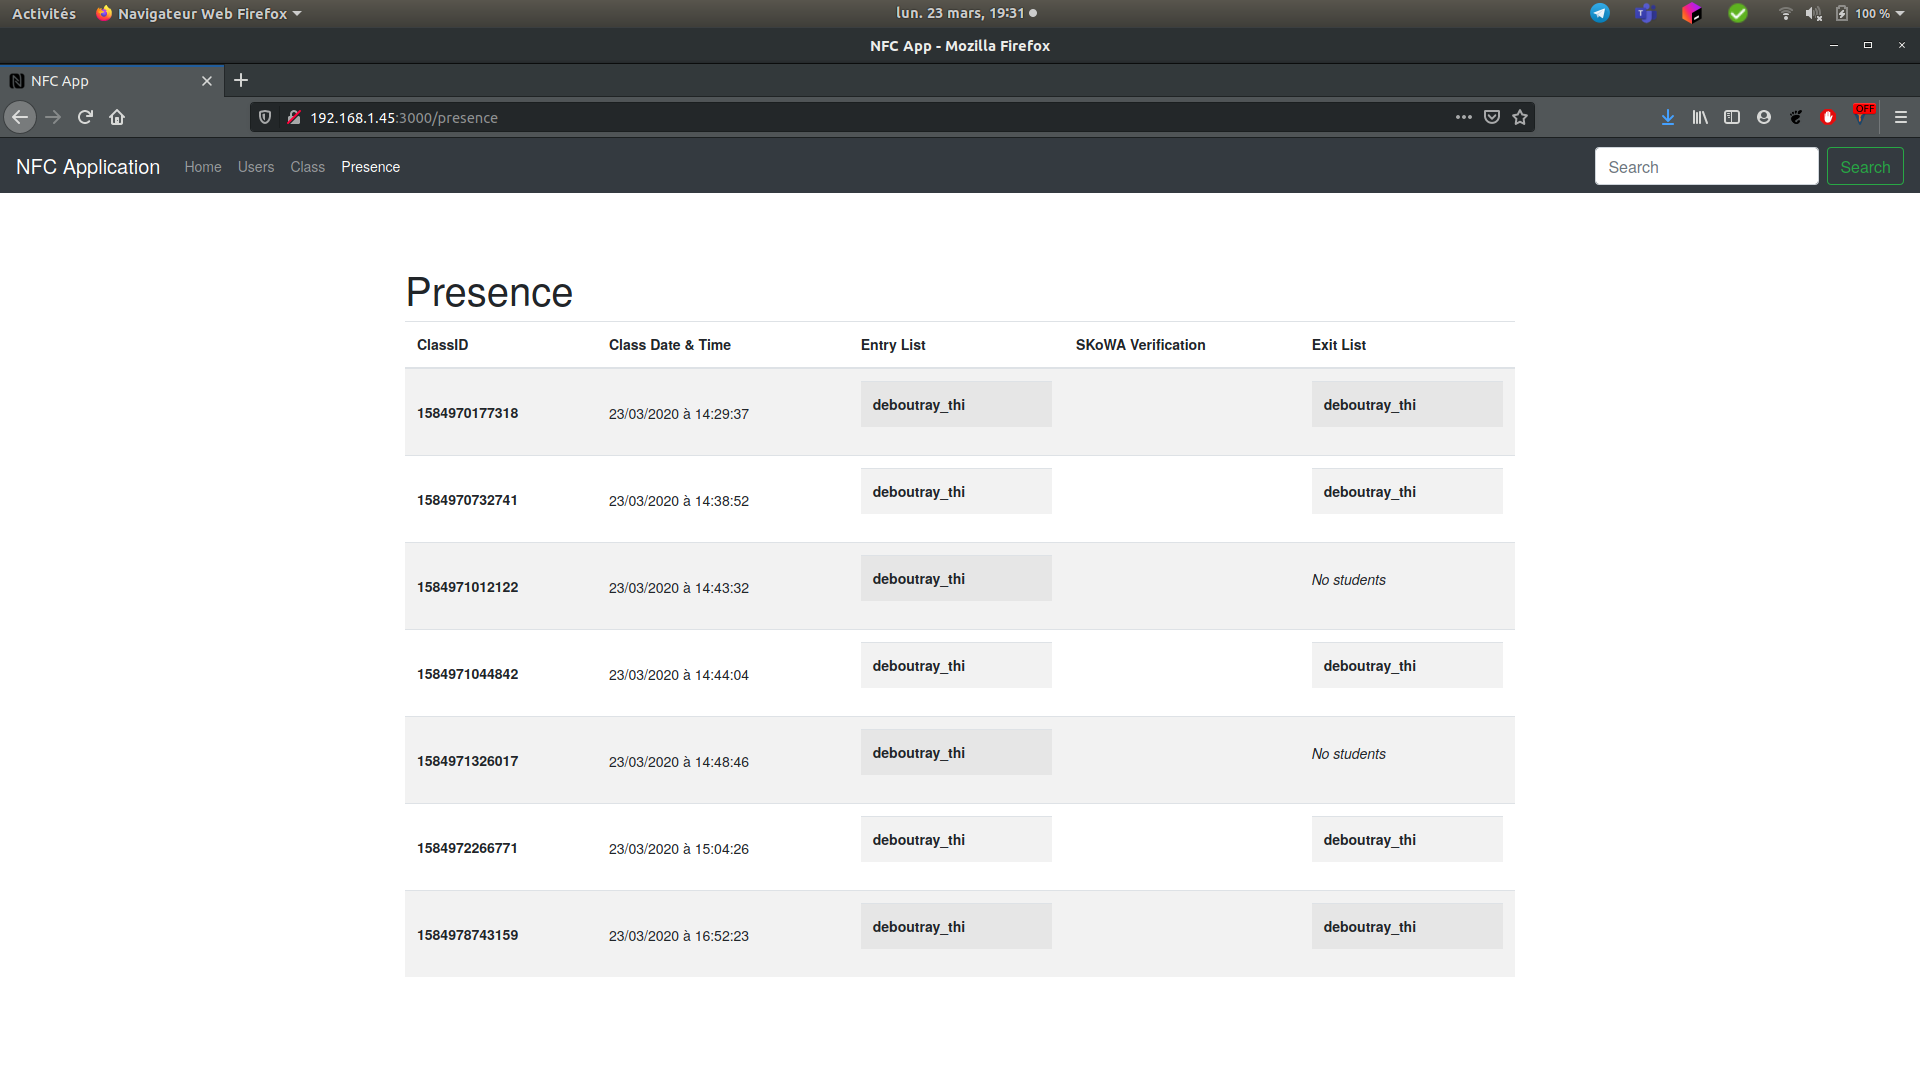 Activités Navigateur Web Firefox lun. 23 mars, 19:31 100 %
NFC App - Mozilla Firefox
NFC App
192.168.1.45:3000/presence OFF
NFC Application Home Users Class Presence Search Search
Presence
ClassID Class Date & Time Entry List SKoWA Verification Exit List
1584970177318 23/03/2020 à 14:29:37 deboutray_thi deboutray_thi
1584970732741 23/03/2020 à 14:38:52 deboutray_thi deboutray_thi
1584971012122 23/03/2020 à 14:43:32 deboutray_thi No students
1584971044842 23/03/2020 à 14:44:04 deboutray_thi deboutray_thi
1584971326017 23/03/2020 à 14:48:46 deboutray_thi No students
1584972266771 23/03/2020 à 15:04:26 deboutray_thi deboutray_thi
1584978743159 23/03/2020 à 16:52:23 deboutray_thi deboutray_thi